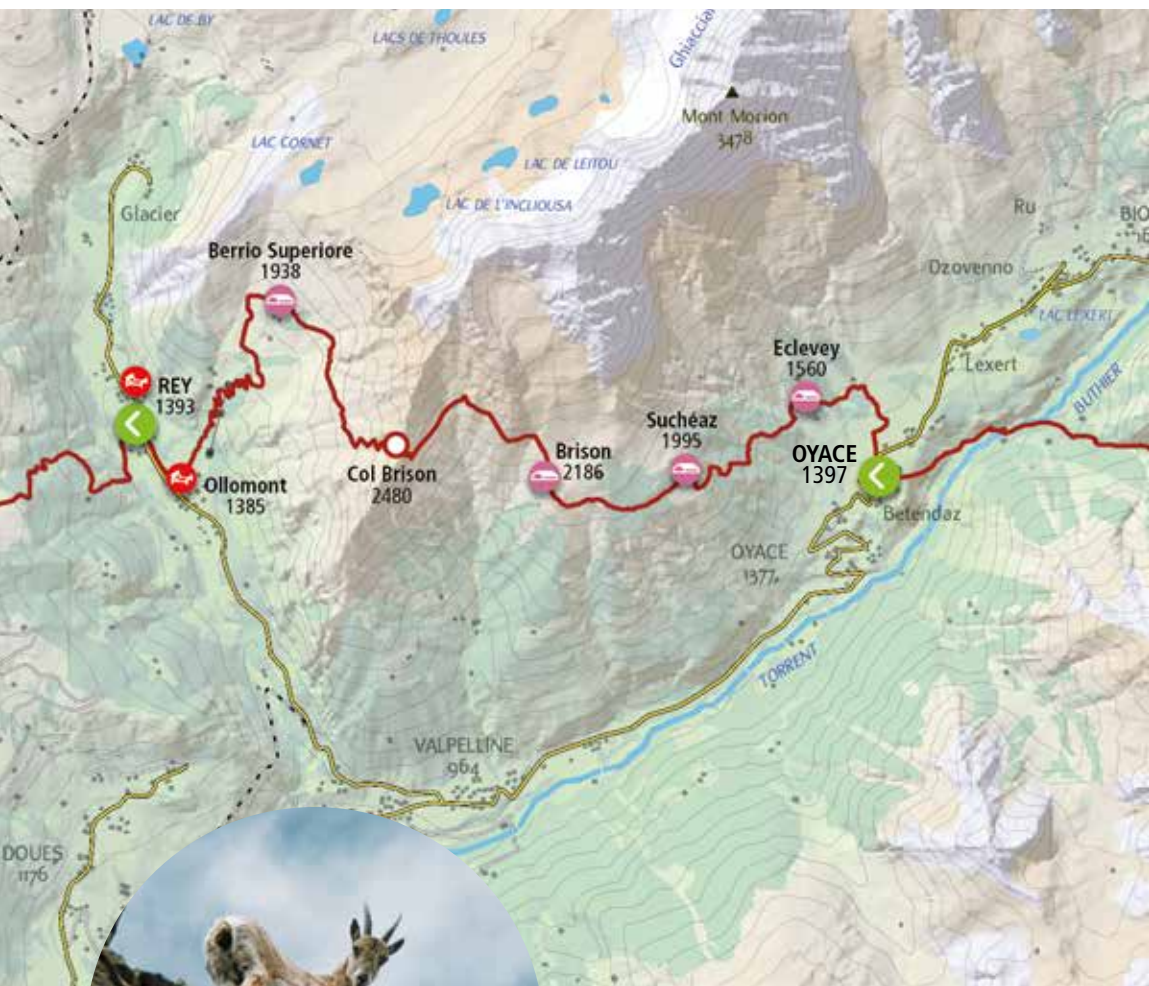 LAC DE BY
LACS DE THOULES
Ghiacciai
Mont Morion
3478
LAC CORNET
LAC DE LEITOU
LAC DE L'INCLIOUSA
Glacier
Ru
BIO
Dzovenno
LAC LEXERT
Lexert
BUTHIER
Berrio Superiore
1938
REY
1393
Eclevey
1560
Suchéaz
1995
Brison
2186
Col Brison
2480
Ollomont
1385
OYACE
1397
Betendaz
OYACE
1377
TORRENT
VALPELLINE
964
DOUES
1176